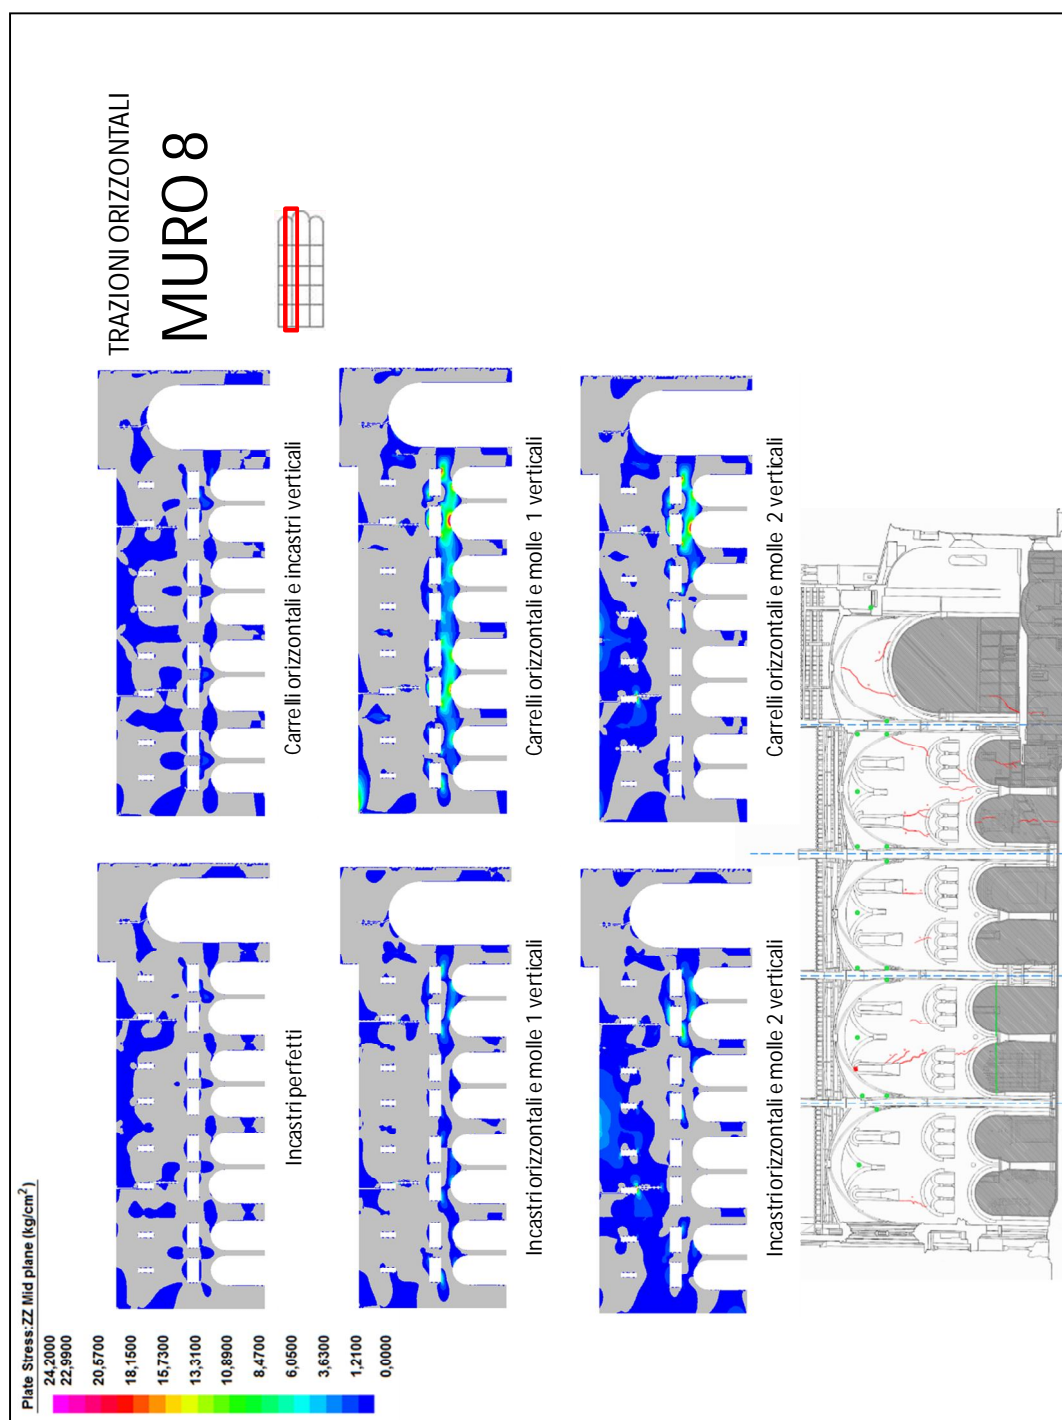 TRAZIONI ORIZZONTALI
MURO 8
Plate Stress:ZZ Mid plane (kg/cm²)
24,2000
22,9900
20,5700
18,1500
15,7300
13,3100
10,8900
8,4700
6,0500
3,6300
1,2100
0,0000
Incastri perfetti
Carrelli orizzontali e incastri verticali
Incastri orizzontali e molle 1 verticali
Carrelli orizzontali e molle 1 verticali
Incastri orizzontali e molle 2 verticali
Carrelli orizzontali e molle 2 verticali